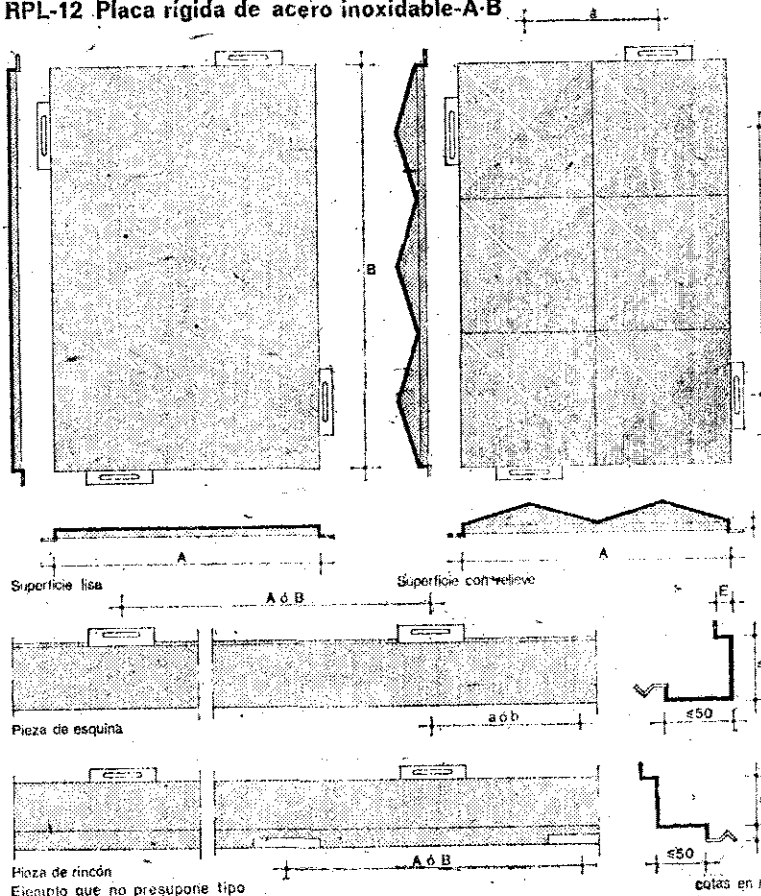 RPL-12 Placa rígida de acero inoxidable-A·B
a
B
A
A
Superficie lisa
Superficie con relieve
A ó B
E
≤50
Pieza de esquina
a ó b
Pieza de rincón
A ó B
≤50
Ejemplo que no presupone tipo
cotas en